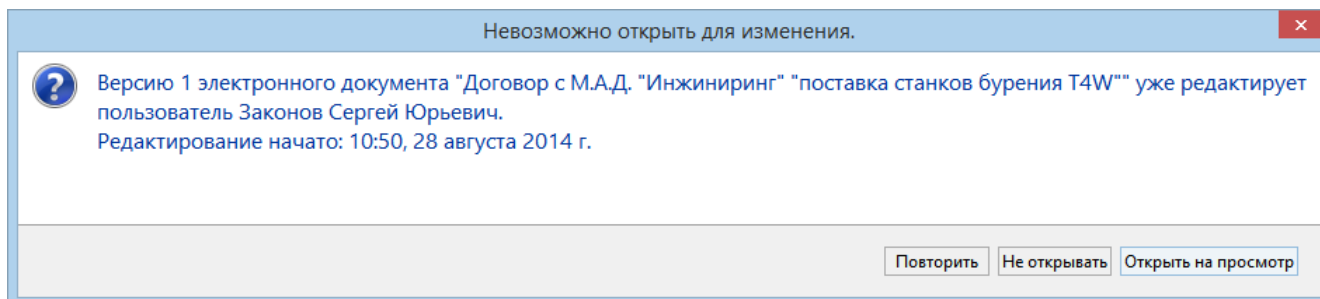 Невозможно открыть для изменения.
Версию 1 электронного документа "Договор с М.А.Д. "Инжиниринг" "поставка станков бурения T4W"" уже редактирует
пользователь Законов Сергей Юрьевич.
Редактирование начато: 10:50, 28 августа 2014 г.
Повторить Не открывать Открыть на просмотр